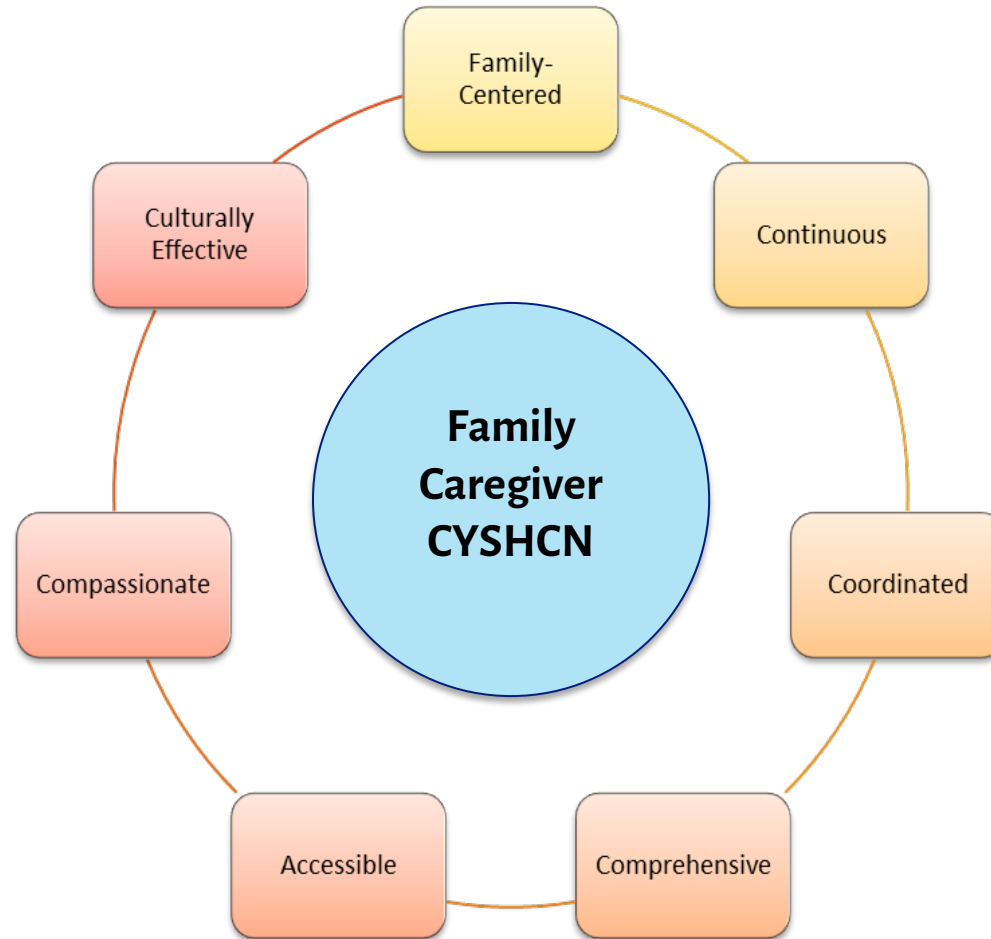 Family-
Centered
Continuous
Coordinated
Comprehensive
Accessible
Compassionate
Culturally
Effective
Family
Caregiver
CYSHCN